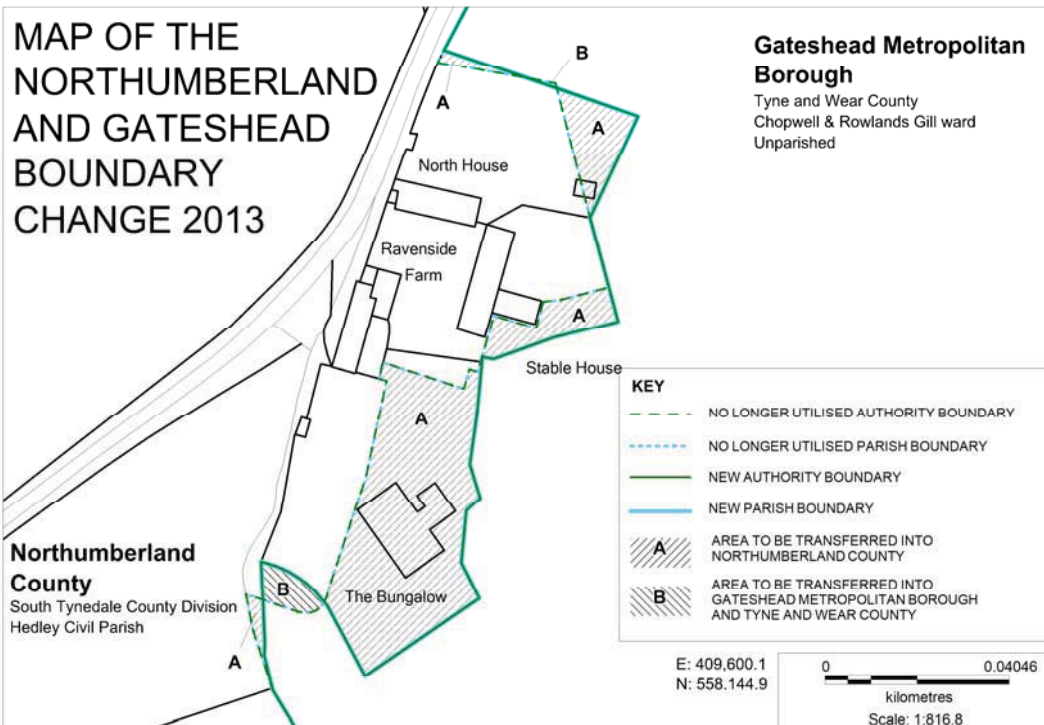 MAP OF THE
NORTHUMBERLAND
AND GATESHEAD
BOUNDARY
CHANGE 2013
B
A
A
North House
Ravenside
Farm
A
Stable House
A
The Bungalow
B
A
Gateshead Metropolitan
Borough
Tyne and Wear County
Chopwell & Rowlands Gill ward
Unparished
Northumberland
County
South Tynedale County Division
Hedley Civil Parish
KEY
NO LONGER UTILISED AUTHORITY BOUNDARY
NO LONGER UTILISED PARISH BOUNDARY
NEW AUTHORITY BOUNDARY
NEW PARISH BOUNDARY
A
AREA TO BE TRANSFERRED INTO
NORTHUMBERLAND COUNTY
B
AREA TO BE TRANSFERRED INTO
GATESHEAD METROPOLITAN BOROUGH
AND TYNE AND WEAR COUNTY
E: 409,600.1
N: 558.144.9
0 0.04046
kilometres
Scale: 1:816.8